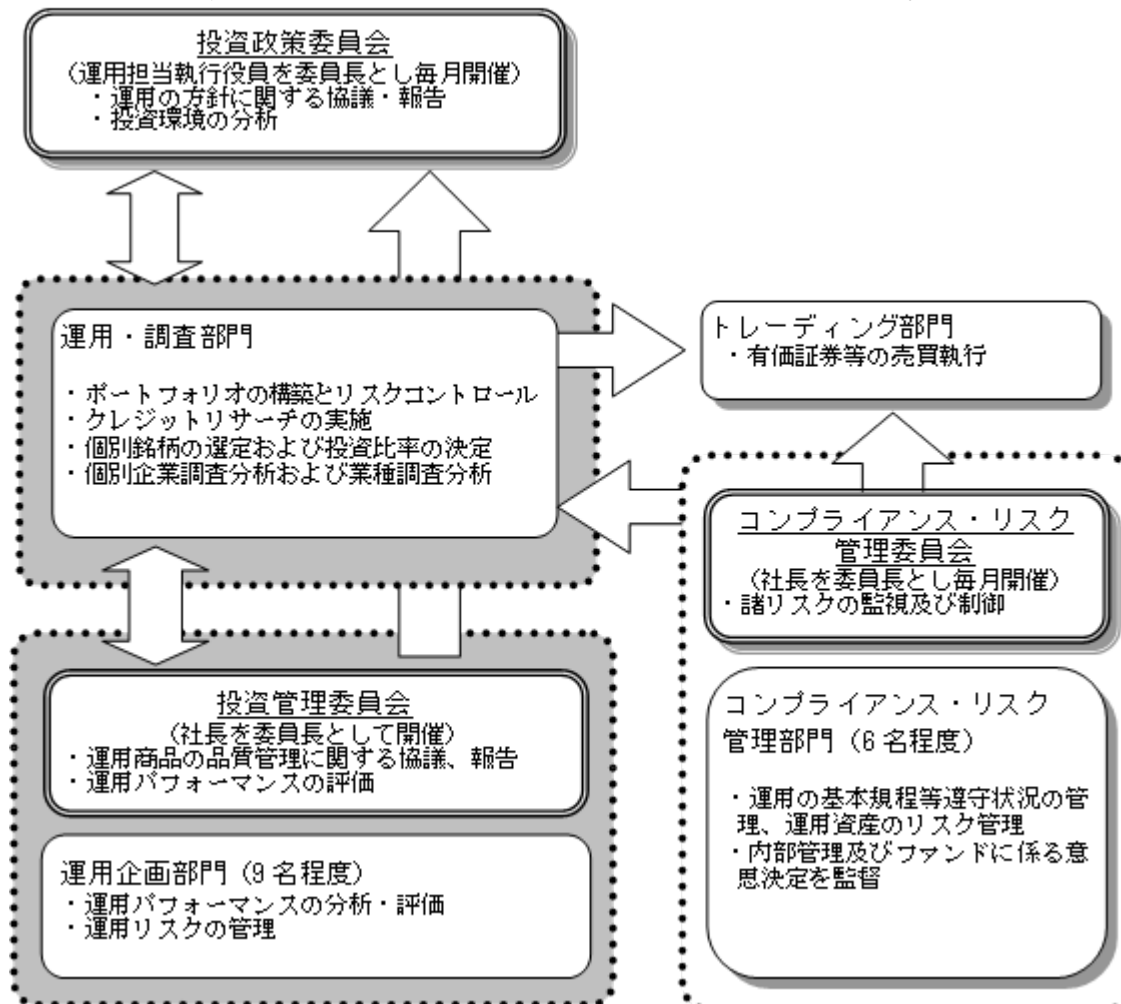 投資政策委員会
(運用担当執行役員を委員長とし毎月開催)
・運用の方針に関する協議・報告
・投資環境の分析
運用・調査部門
・ポートフォリオの構築とリスクコントロール
・クレジットリサーチの実施
・個別銘柄の選定および投資比率の決定
・個別企業調査分析および業種調査分析
トレーディング部門
・有価証券等の売買執行
コンプライアンス・リスク
管理委員会
(社長を委員長とし毎月開催)
・諸リスクの監視及び制御
投資管理委員会
(社長を委員長として開催)
・運用商品の品質管理に関する協議、報告
・運用パフォーマンスの評価
運用企画部門(9名程度)
・運用パフォーマンスの分析・評価
・運用リスクの管理
コンプライアンス・リスク
管理部門(6名程度)
・運用の基本規程等遵守状況の管
理、運用資産のリスク管理
・内部管理及びファンドに係る意
思決定を監督